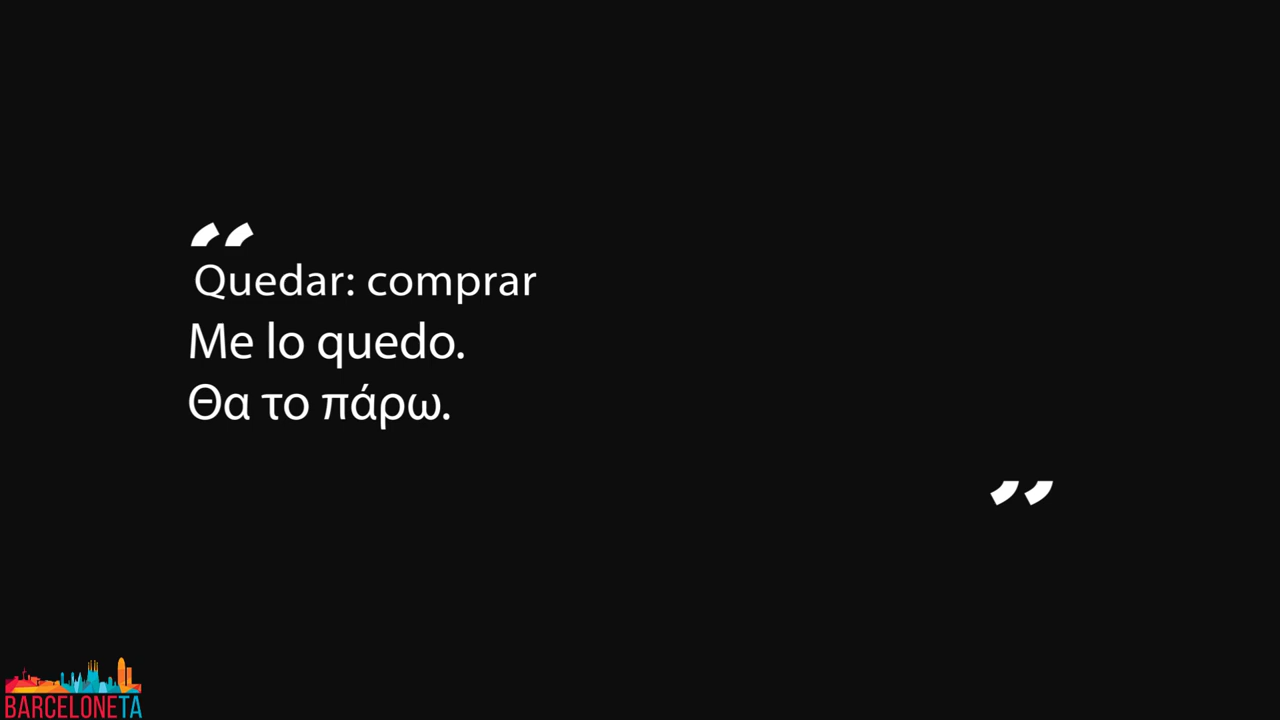 “
Quedar: comprar
Me lo quedo.
Θα το πάρω.
”
BARCELONETA